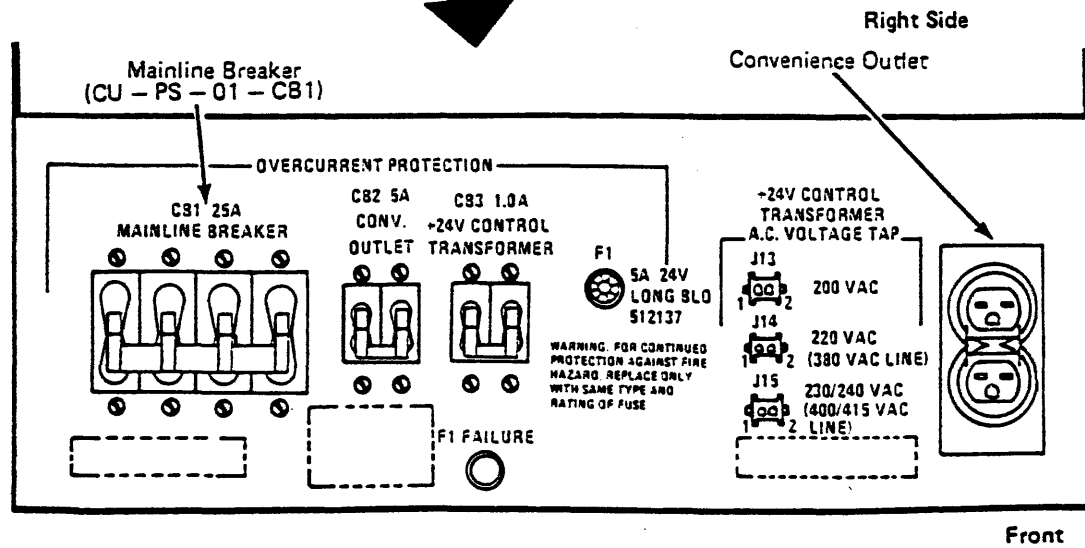 Right Side
Mainline Breaker
(CU – PS – 01 – CB1)
Convenience Outlet
OVERCURRENT PROTECTION
CB1 25A
MAINLINE BREAKER
CB2 5A
CONV.
OUTLET
CB3 1.0A
+24V CONTROL
TRANSFORMER
F1
5A 24V
LONG BLO
512137
WARNING. FOR CONTINUED
PROTECTION AGAINST FIRE
HAZARD. REPLACE ONLY
WITH SAME TYPE AND
RATING OF FUSE
F1 FAILURE
+24V CONTROL
TRANSFORMER
A.C. VOLTAGE TAP
J13
1 2
200 VAC
J14
1 2
220 VAC
(380 VAC LINE)
J15
1 2
230/240 VAC
(400/415 VAC
LINE)
Front